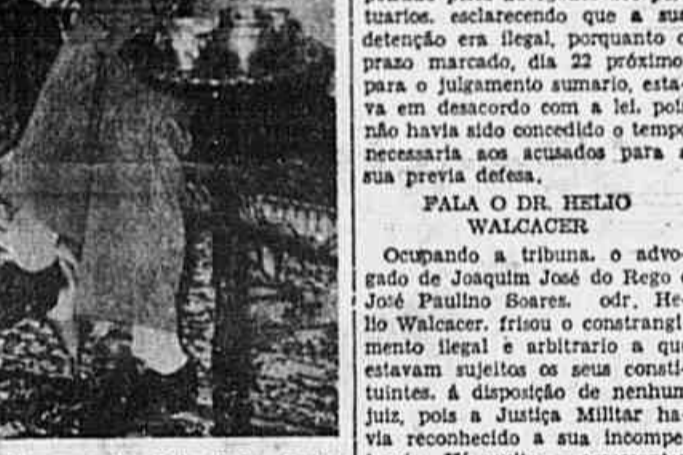 tuarios. esclarecendo que a sua
detenção era ilegal, porquanto o
prazo marcado, dia 22 próximo
para o julgamento sumario, esta-
va em desacordo com a lei. pois
não havia sido concedido o tempo
necessaria aos acusados para a
sua previa defesa.
FALA O DR. HELIO
WALCACER
Ocupando a tribuna. o advo-
gado de Joaquim José do Rego e
José Paulino Soares. odr. He-
lio Walcacer. frisou o constrangi-
mento ilegal e arbitrario a que
estavam sujeitos os seus consti-
tuintes. á disposição de nenhum
juiz, pois a Justiça Militar ha-
via reconhecido a sua incompe-